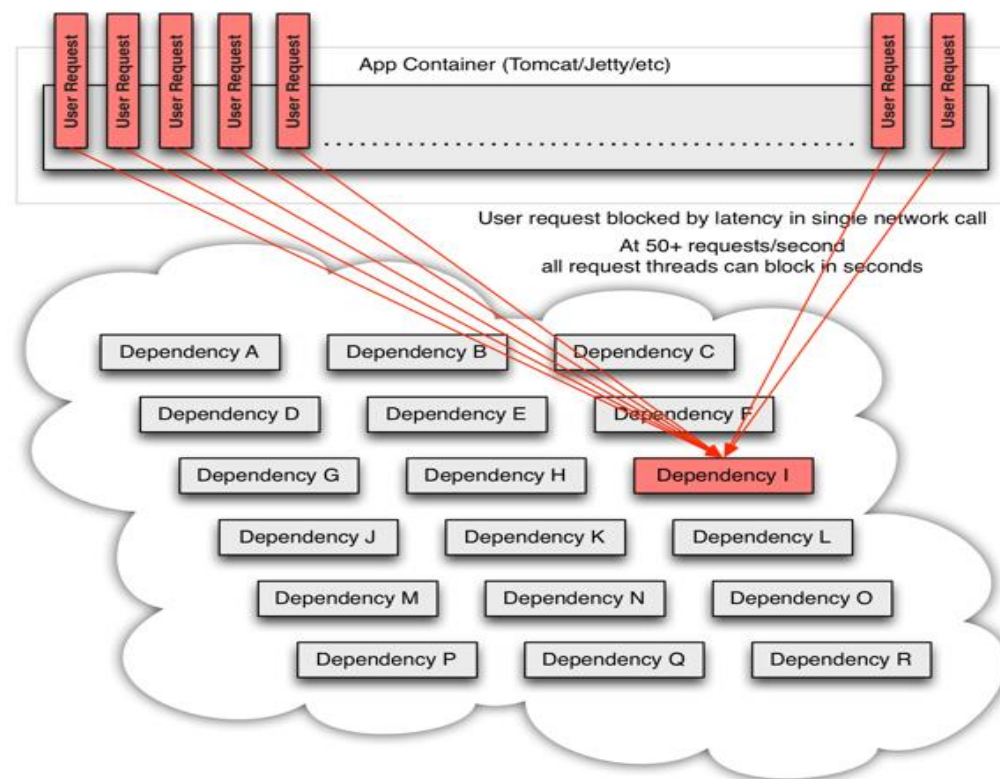 User Request
User Request
User Request
User Request
User Request
User Request
User Request
App Container (Tomcat/Jetty/etc)
User request blocked by latency in single network call
At 50+ requests/second
all request threads can block in seconds
Dependency A
Dependency B
Dependency C
Dependency D
Dependency E
Dependency F
Dependency G
Dependency H
Dependency I
Dependency J
Dependency K
Dependency L
Dependency M
Dependency N
Dependency O
Dependency P
Dependency Q
Dependency R